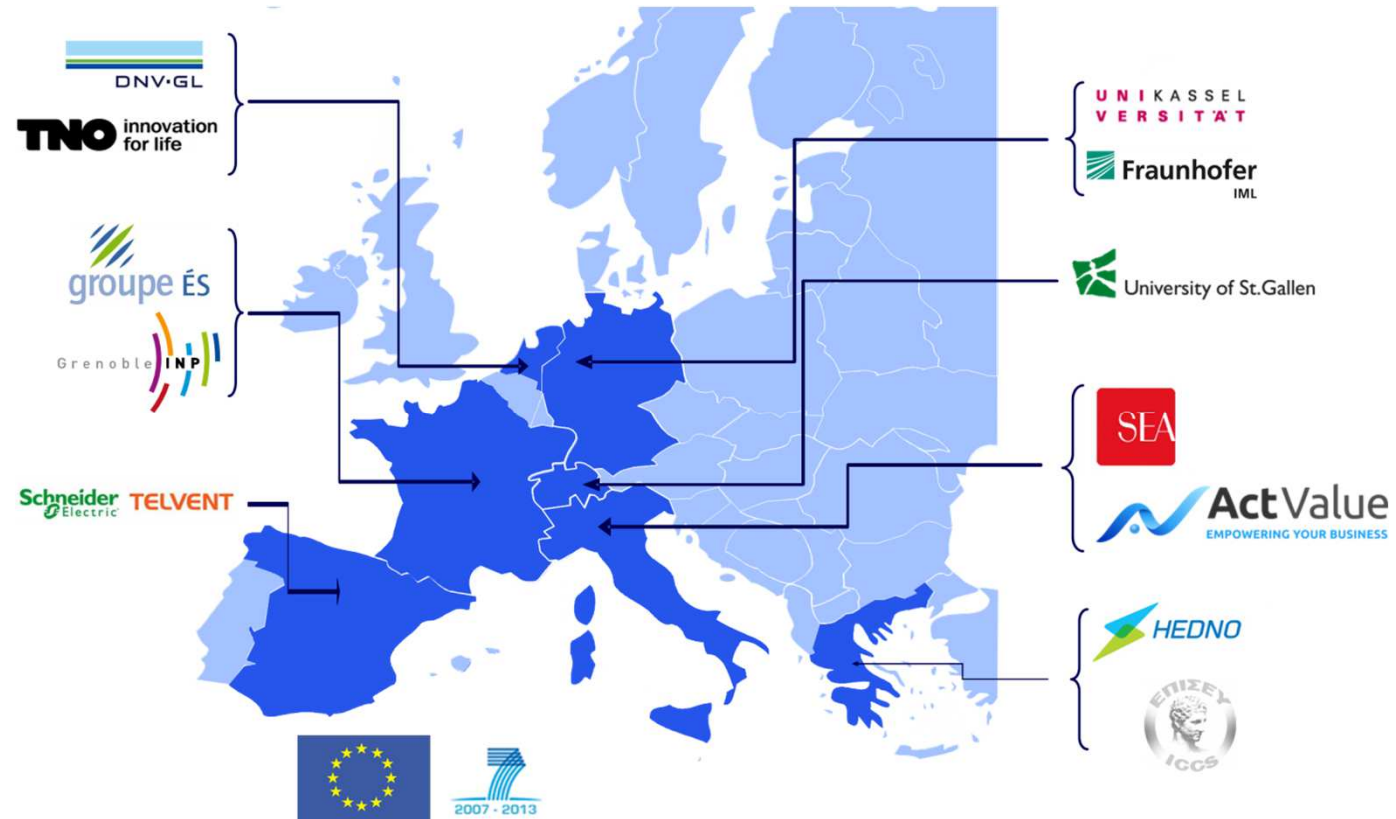 DNV·GL
TNO innovation
for life
groupe ÉS
Grenoble INP
Schneider
Electric
TELVENT
UNIKASSEL
VERSITÄT
Fraunhofer
IML
University of St.Gallen
SEA
ActValue
EMPOWERING YOUR BUSINESS
HEDNO
ΕΠΙΣΕΥ
ICCS
7
2007 - 2013